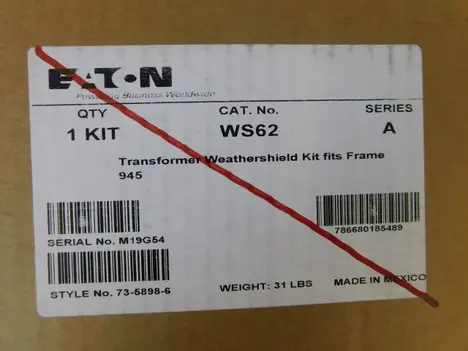 EATON
Powering Business Worldwide
QTY CAT. No. SERIES
1 KIT WS62 A
Transformer Weathershield Kit fits Frame
945
786680185489
SERIAL No. M19G54
STYLE No. 73-5898-6 WEIGHT: 31 LBS MADE IN MEXICO